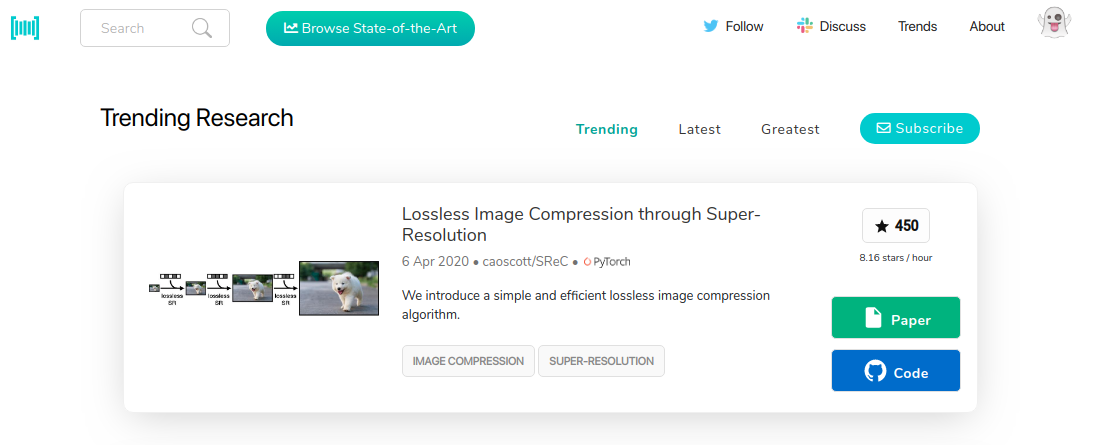 Search
Browse State-of-the-Art
Follow
Discuss
Trends
About
Trending Research
Trending
Latest
Greatest
Subscribe
Lossless Image Compression through Super-
Resolution
6 Apr 2020 • caoscott/SReC • PyTorch
We introduce a simple and efficient lossless image compression
algorithm.
IMAGE COMPRESSION
SUPER-RESOLUTION
lossless
SR
lossless
SR
lossless
SR
450
8.16 stars / hour
Paper
Code